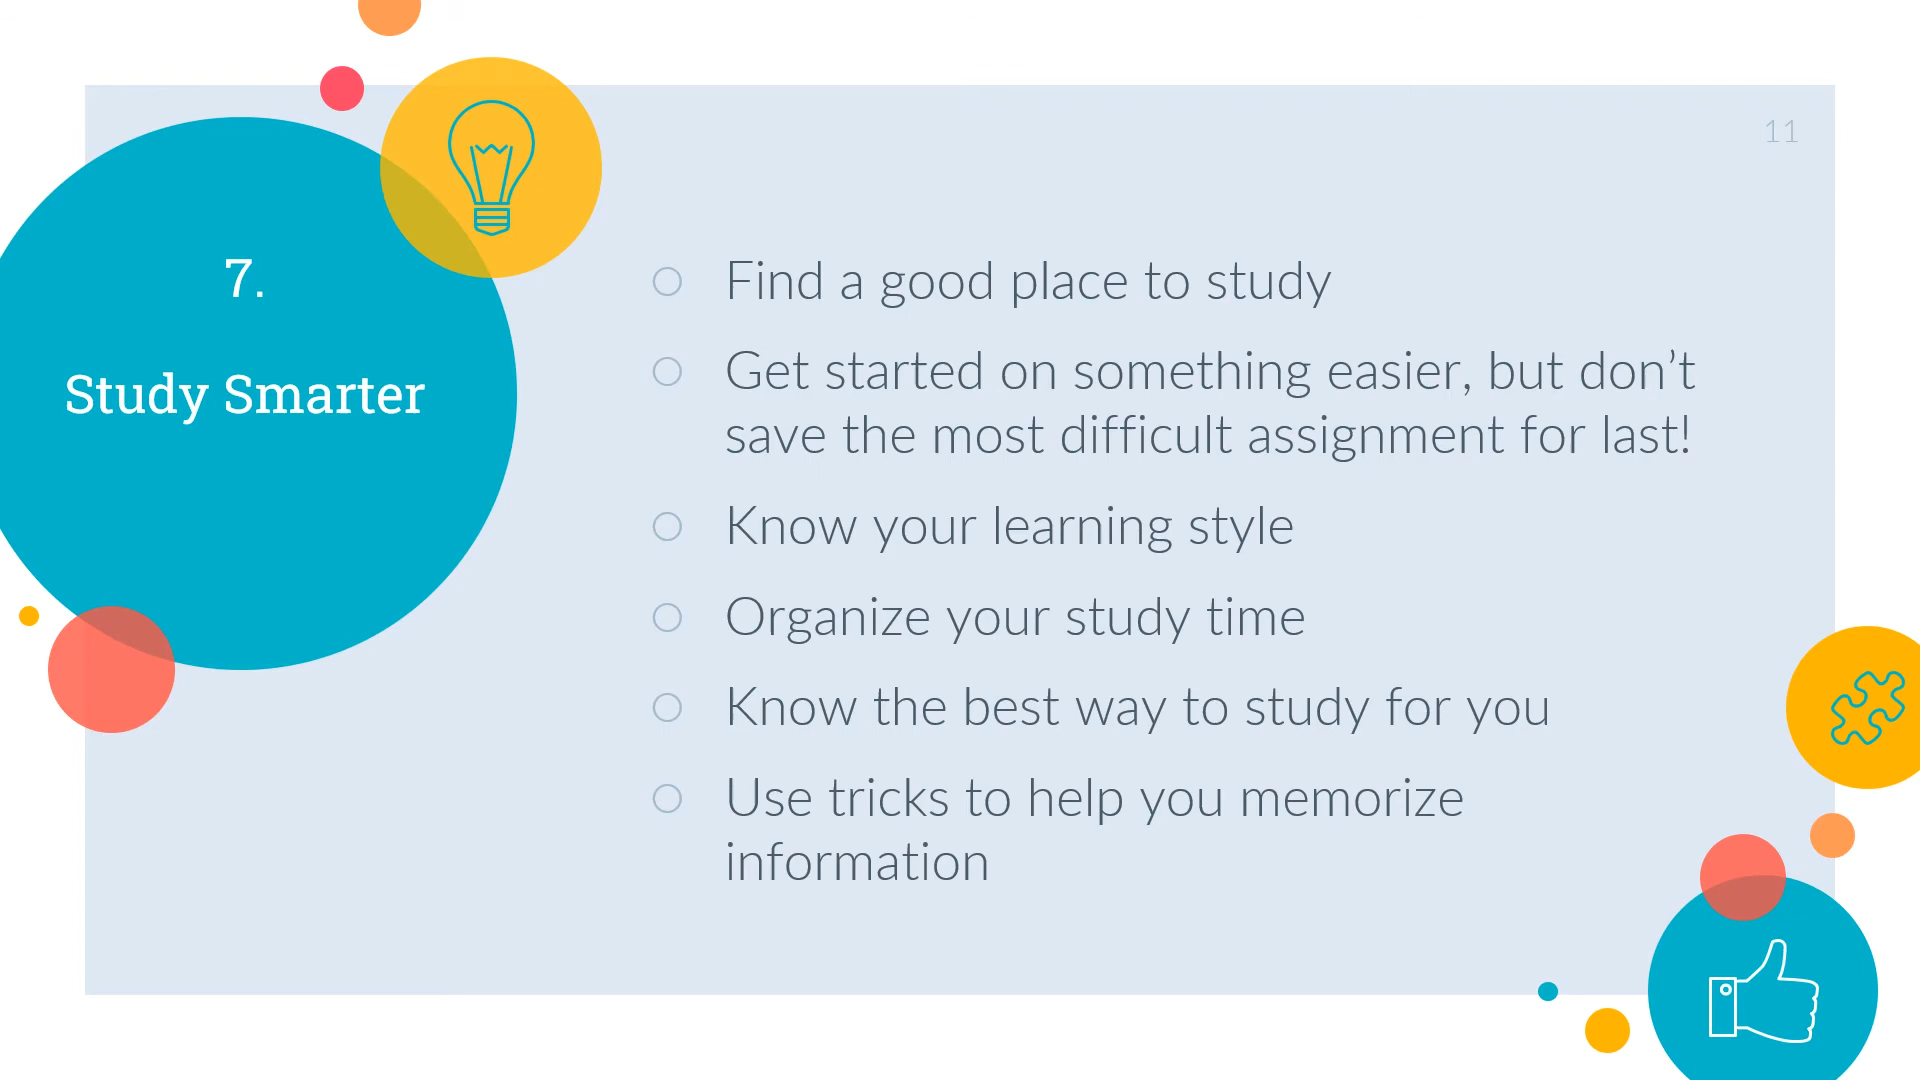 11
7.
Study Smarter
Find a good place to study
Get started on something easier, but don’t
save the most difficult assignment for last!
Know your learning style
Organize your study time
Know the best way to study for you
Use tricks to help you memorize
information